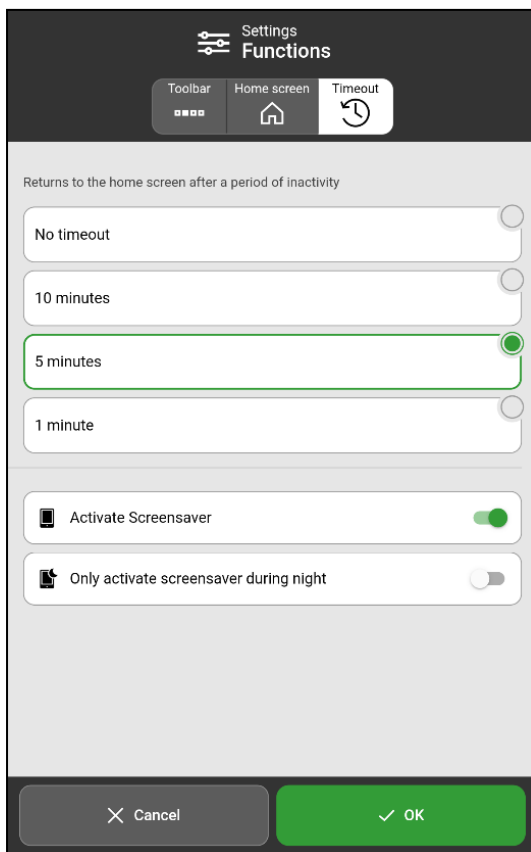 Settings
Functions
Toolbar
Home screen
Timeout
Returns to the home screen after a period of inactivity
No timeout
10 minutes
5 minutes
1 minute
Activate Screensaver
Only activate screensaver during night
Cancel
OK